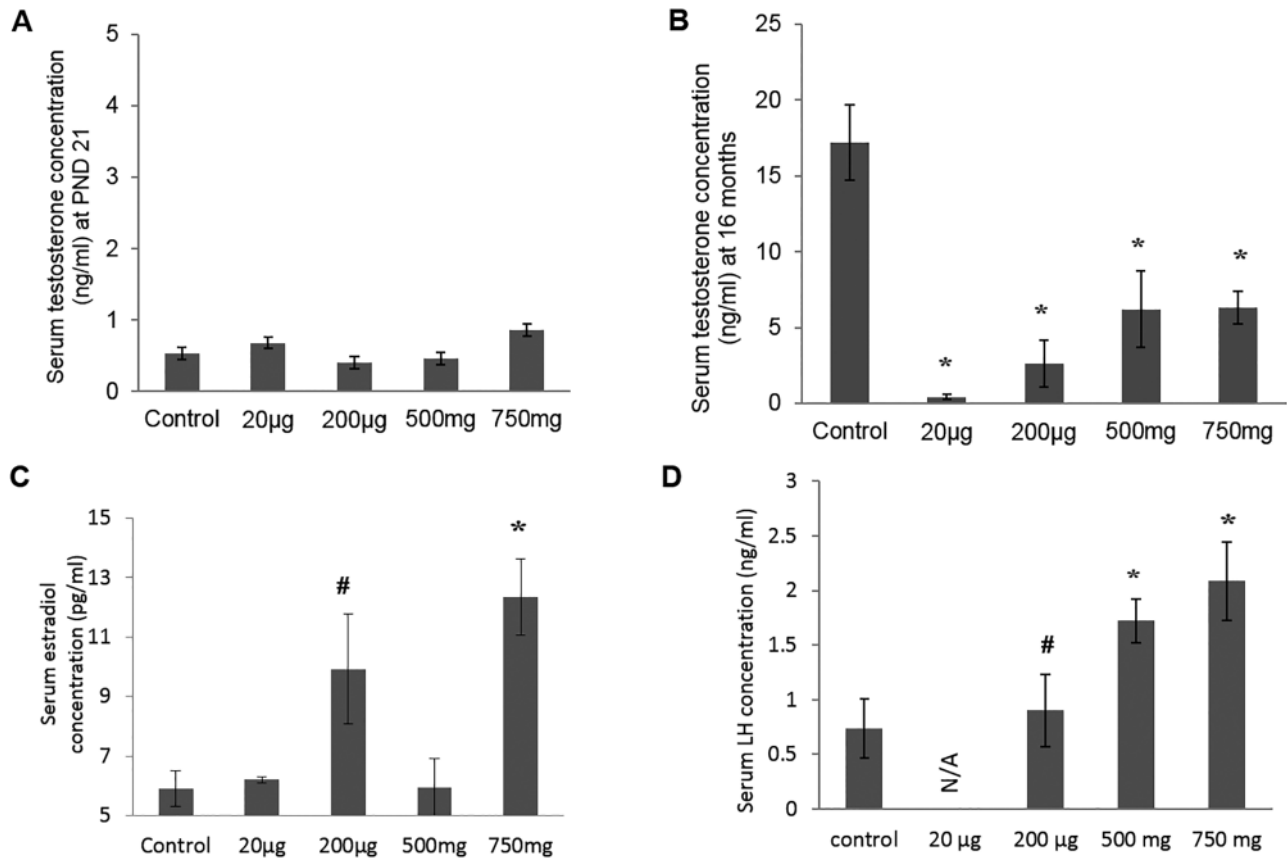 A
Serum testosterone concentration
(ng/ml) at PND 21
5
4
3
2
1
0
Control 20µg 200µg 500mg 750mg
B
Serum testosterone concentration
(ng/ml) at 16 months
25
20
15
10
5
0
* * * *
Control 20µg 200µg 500mg 750mg
C
Serum estradiol
concentration (pg/ml)
15
13
11
9
7
5
# *
Control 20µg 200µg 500mg 750mg
D
Serum LH concentration (ng/ml)
3
2.5
2
1.5
1
0.5
0
N/A # * *
control 20 µg 200 µg 500 mg 750 mg